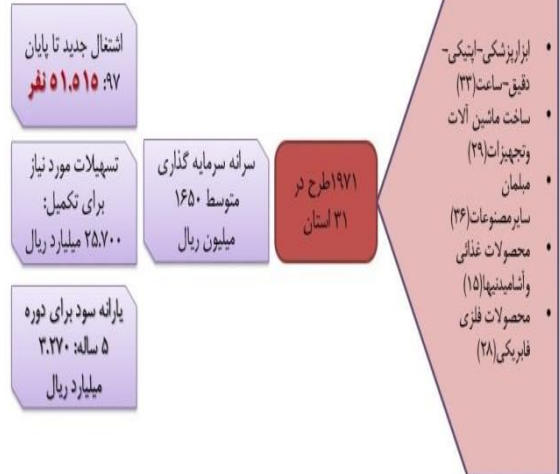 ابزارپزشکی-اپتیکی-
دقیق-ساعت(۳۳)
ساخت ماشین آلات
وتجهیزات(۲۹)
مبلمان
سایرمصنوعات(۳۶)
محصولات غذائی
وآشامیدنیها(۱۵)
محصولات فلزی
فابریکی(۲۸)
۱۹۷۱طرح در
۳۱ استان
سرانه سرمایه گذاری
متوسط ۱۶۵۰
میلیون ریال
اشتغال جدید تا پایان
۹۷: ۵۱.۵۱۵ نفر
تسهیلات مورد نیاز
برای تکمیل:
۲۵.۷۰۰ میلیارد ریال
یارانه سود برای دوره
۵ ساله: ۳.۲۷۰
میلیارد ریال